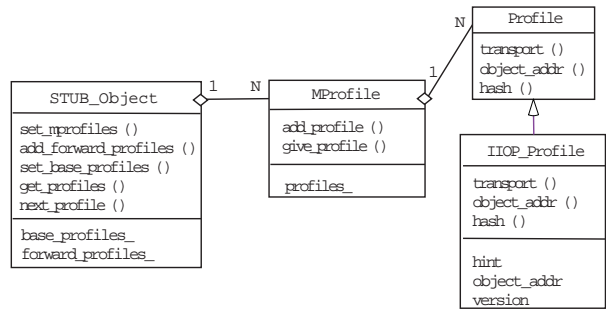 STUB_Object
set_mprofiles ()
add_forward_profiles ()
set_base_profiles ()
get_profiles ()
next_profile ()
base_profiles_
forward_profiles_
1
N
MProfile
add_profile ()
give_profile ()
profiles_
1
N
Profile
transport ()
object_addr ()
hash ()
IIOP_Profile
transport ()
object_addr ()
hash ()
hint
object_addr
version